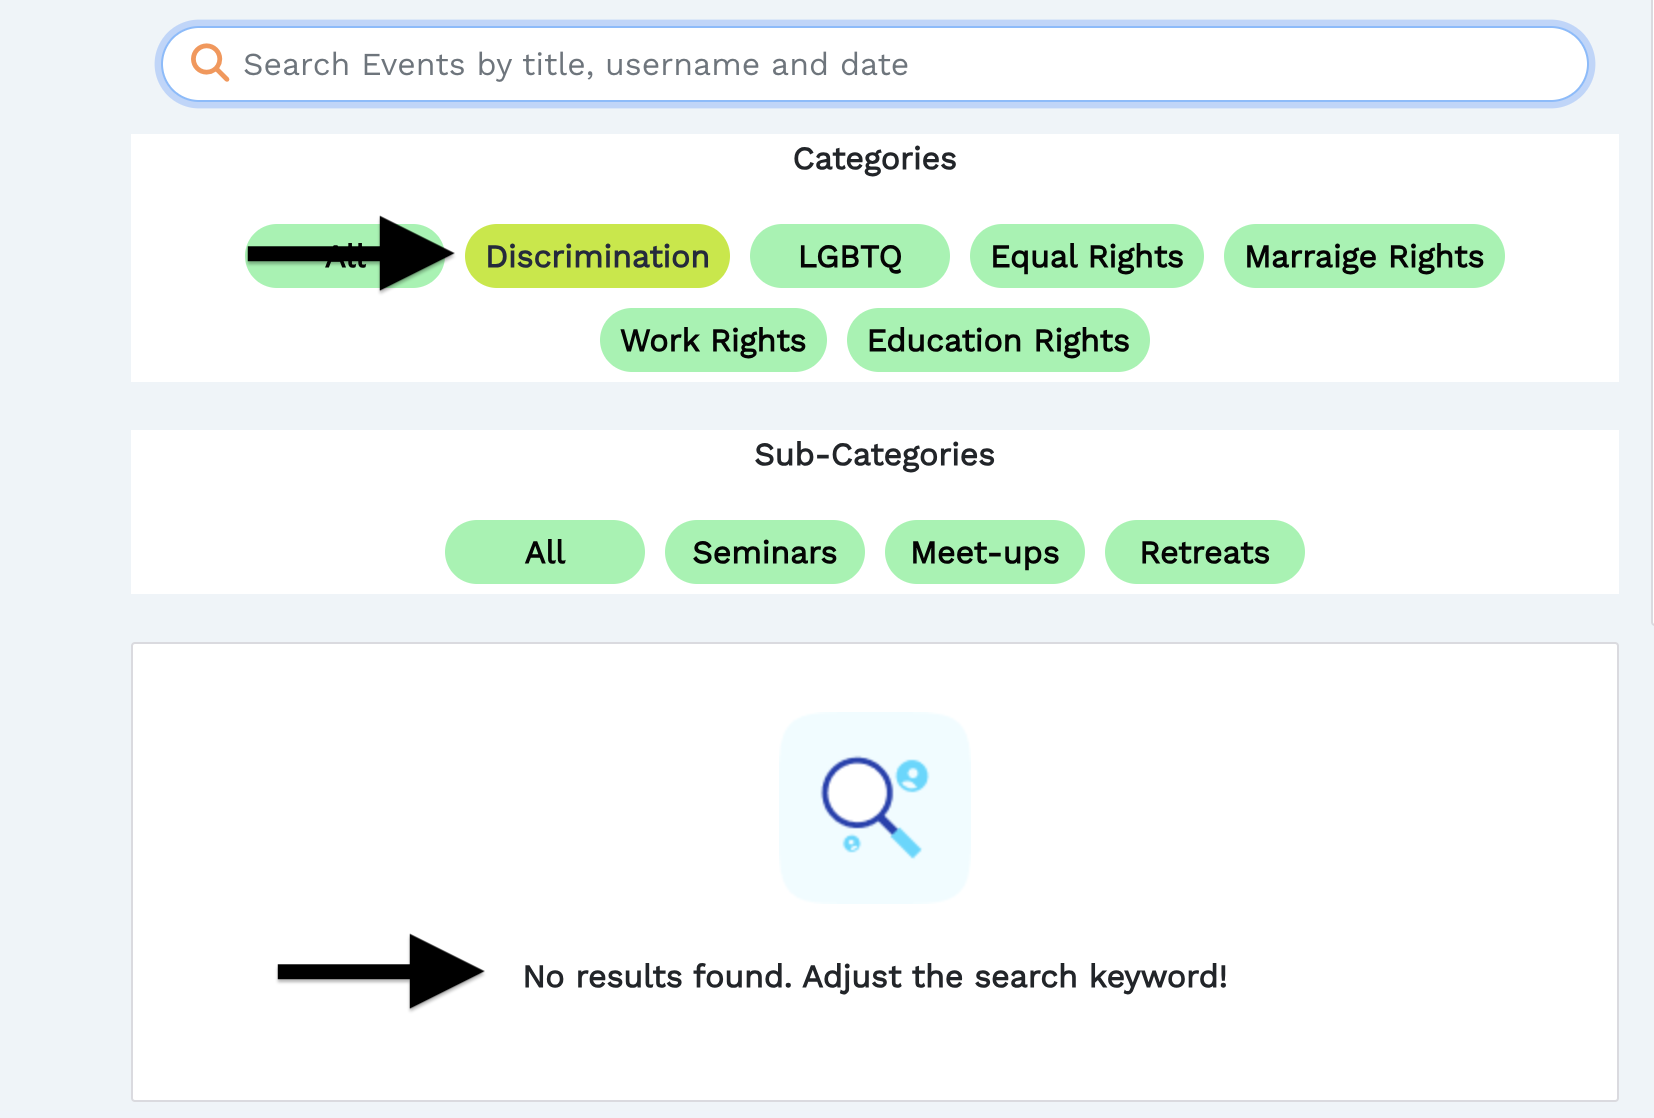 Search Events by title, username and date
Categories
All Discrimination LGBTQ Equal Rights Marraige Rights
Work Rights Education Rights
Sub-Categories
All Seminars Meet-ups Retreats
No results found. Adjust the search keyword!